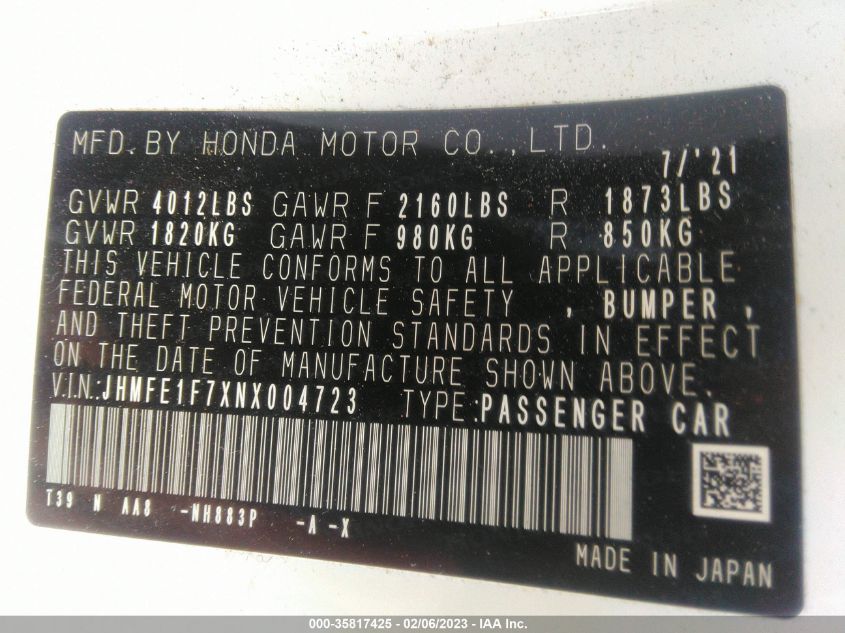 MFD. BY HONDA MOTOR CO., LTD. 7/'21
GVWR 4012LBS GAWR F 2160LBS R 1873LBS
GVWR 1820KG GAWR F 980KG R 850KG
THIS VEHICLE CONFORMS TO ALL APPLICABLE
FEDERAL MOTOR VEHICLE SAFETY , BUMPER ,
AND THEFT PREVENTION STANDARDS IN EFFECT
ON THE DATE OF MANUFACTURE SHOWN ABOVE.
V.I.N.: JHMFE1F7XNX004723 TYPE: PASSENGER CAR
T39 N AA8 -NH883P -A -X
MADE IN JAPAN
000-35817425 - 02/06/2023 - IAA Inc.